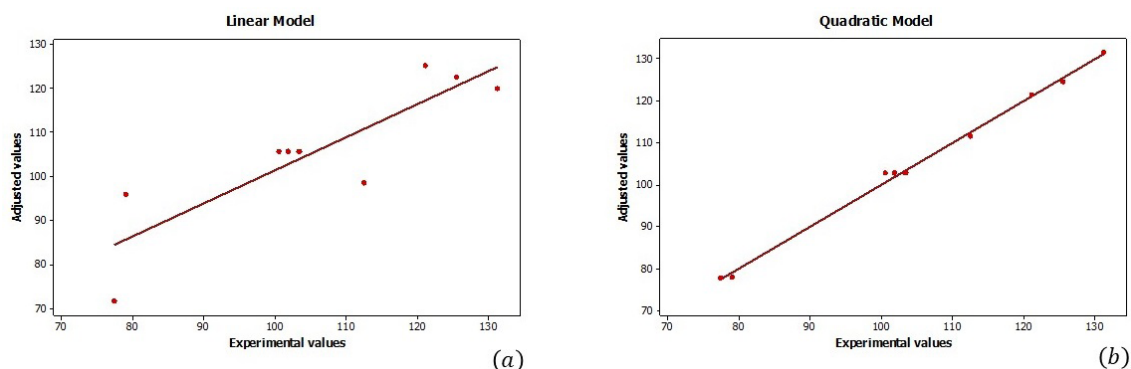 Linear Model
130
120
110
100
90
80
70
Adjusted values
70 80 90 100 110 120 130
Experimental values
(a)
Quadratic Model
130
120
110
100
90
80
70
Adjusted values
70 80 90 100 110 120 130
Experimental values
(b)